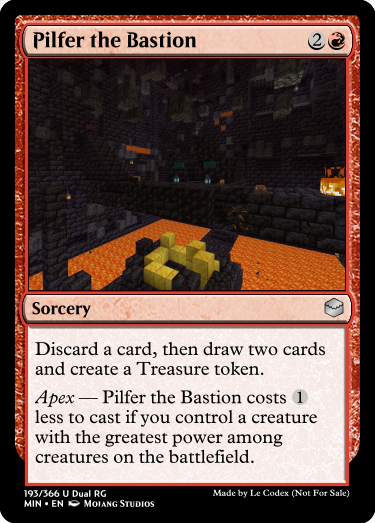 Pilfer the Bastion 2
Sorcery
Discard a card, then draw two cards
and create a Treasure token.
Apex — Pilfer the Bastion costs 1
less to cast if you control a creature
with the greatest power among
creatures on the battlefield.
193/366 U Dual RG
MIN • EN Mojang Studios
Made by Le Codex (Not For Sale)